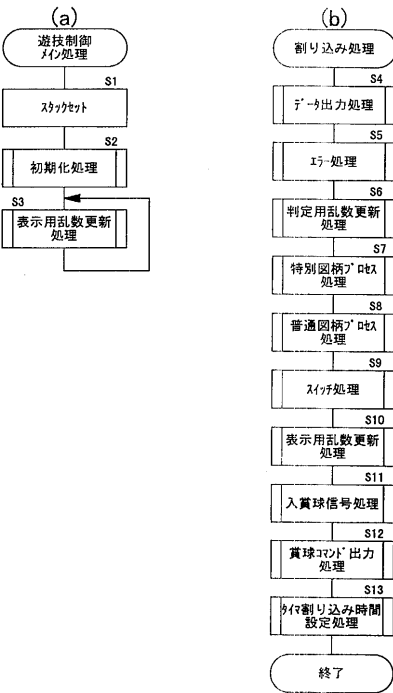 (a)
遊技制御
メイン処理
S1
スタックセット
S2
初期化処理
S3
表示用乱数更新
処理
(b)
割り込み処理
S4
データ出力処理
S5
エラー処理
S6
判定用乱数更新
処理
S7
特別図柄プロセス
処理
S8
普通図柄プロセス
処理
S9
スイッチ処理
S10
表示用乱数更新
処理
S11
入賞球信号処理
S12
賞球コマンド出力
処理
S13
タイマ割り込み時間
設定処理
終了